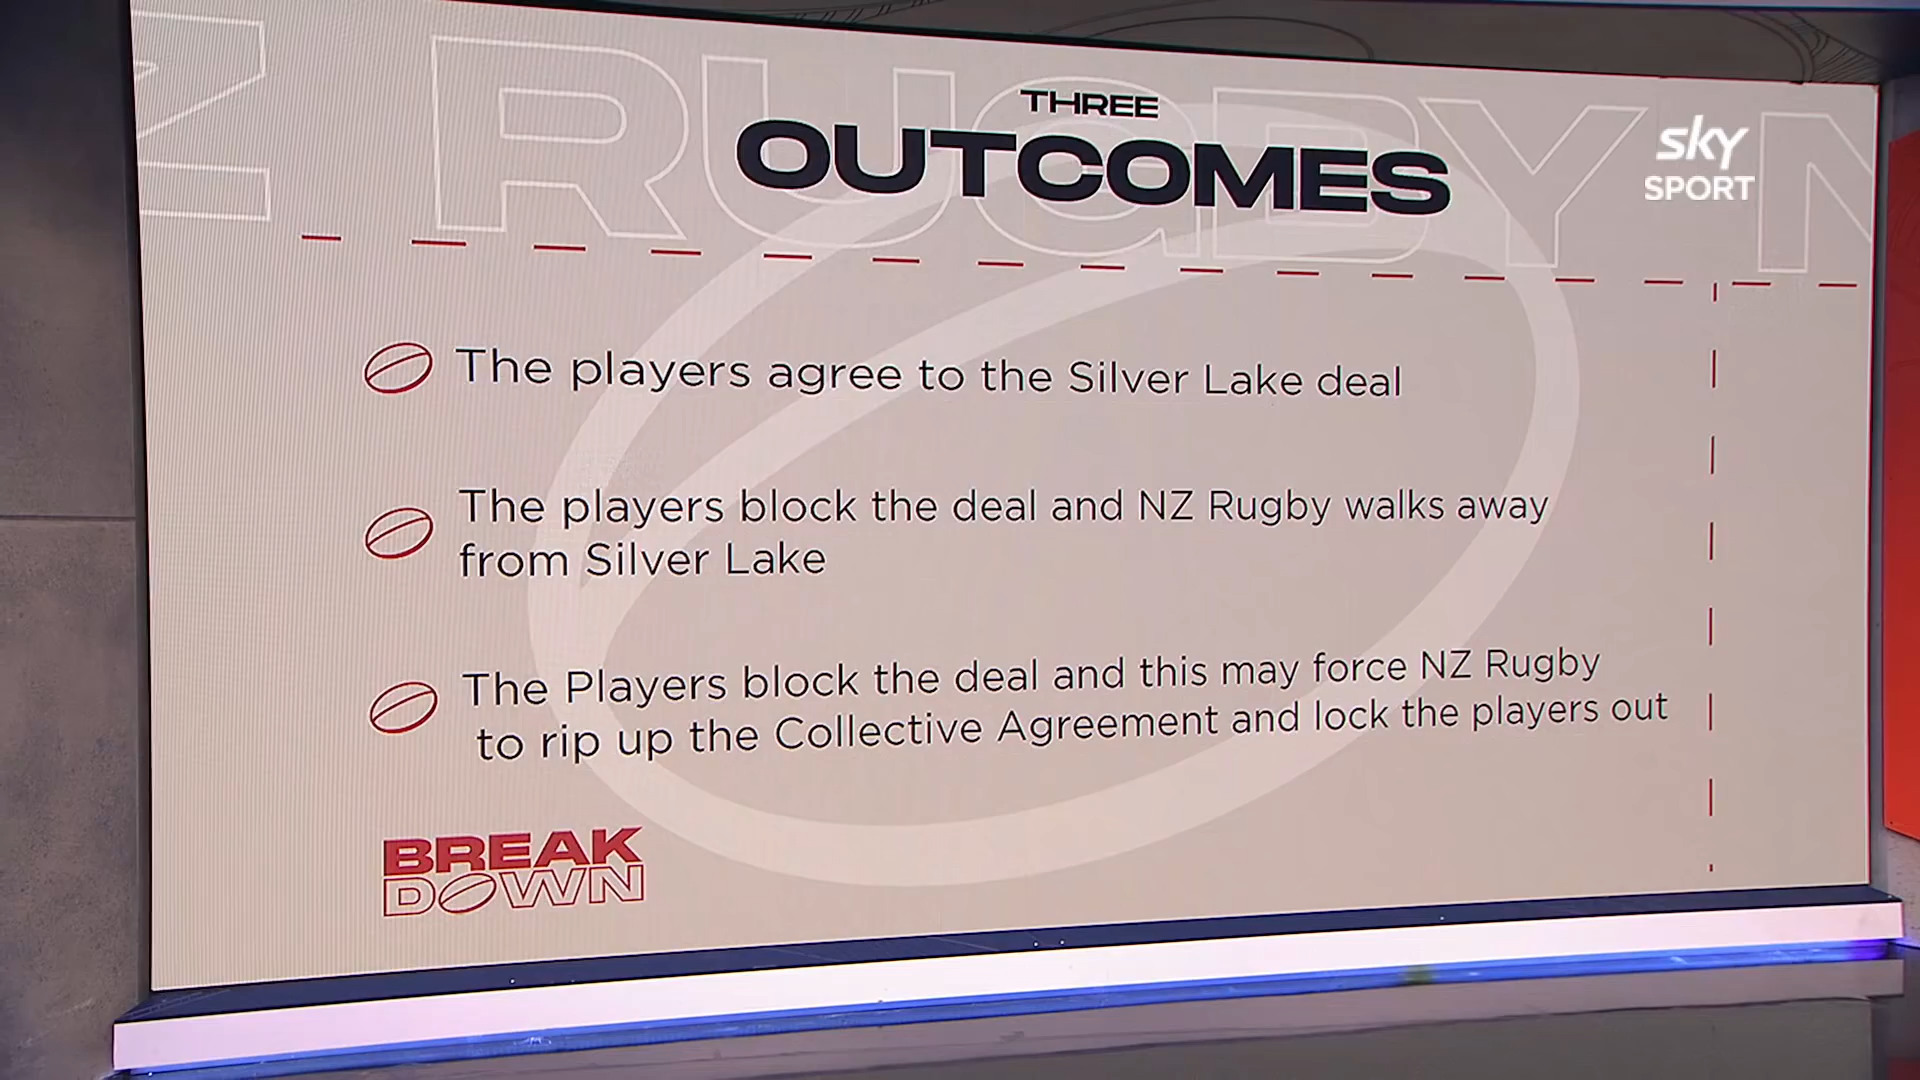 Z RUGBY N
THREE
OUTCOMES
sky
SPORT
The players agree to the Silver Lake deal
The players block the deal and NZ Rugby walks away
from Silver Lake
The Players block the deal and this may force NZ Rugby
to rip up the Collective Agreement and lock the players out
BREAK
DOWN